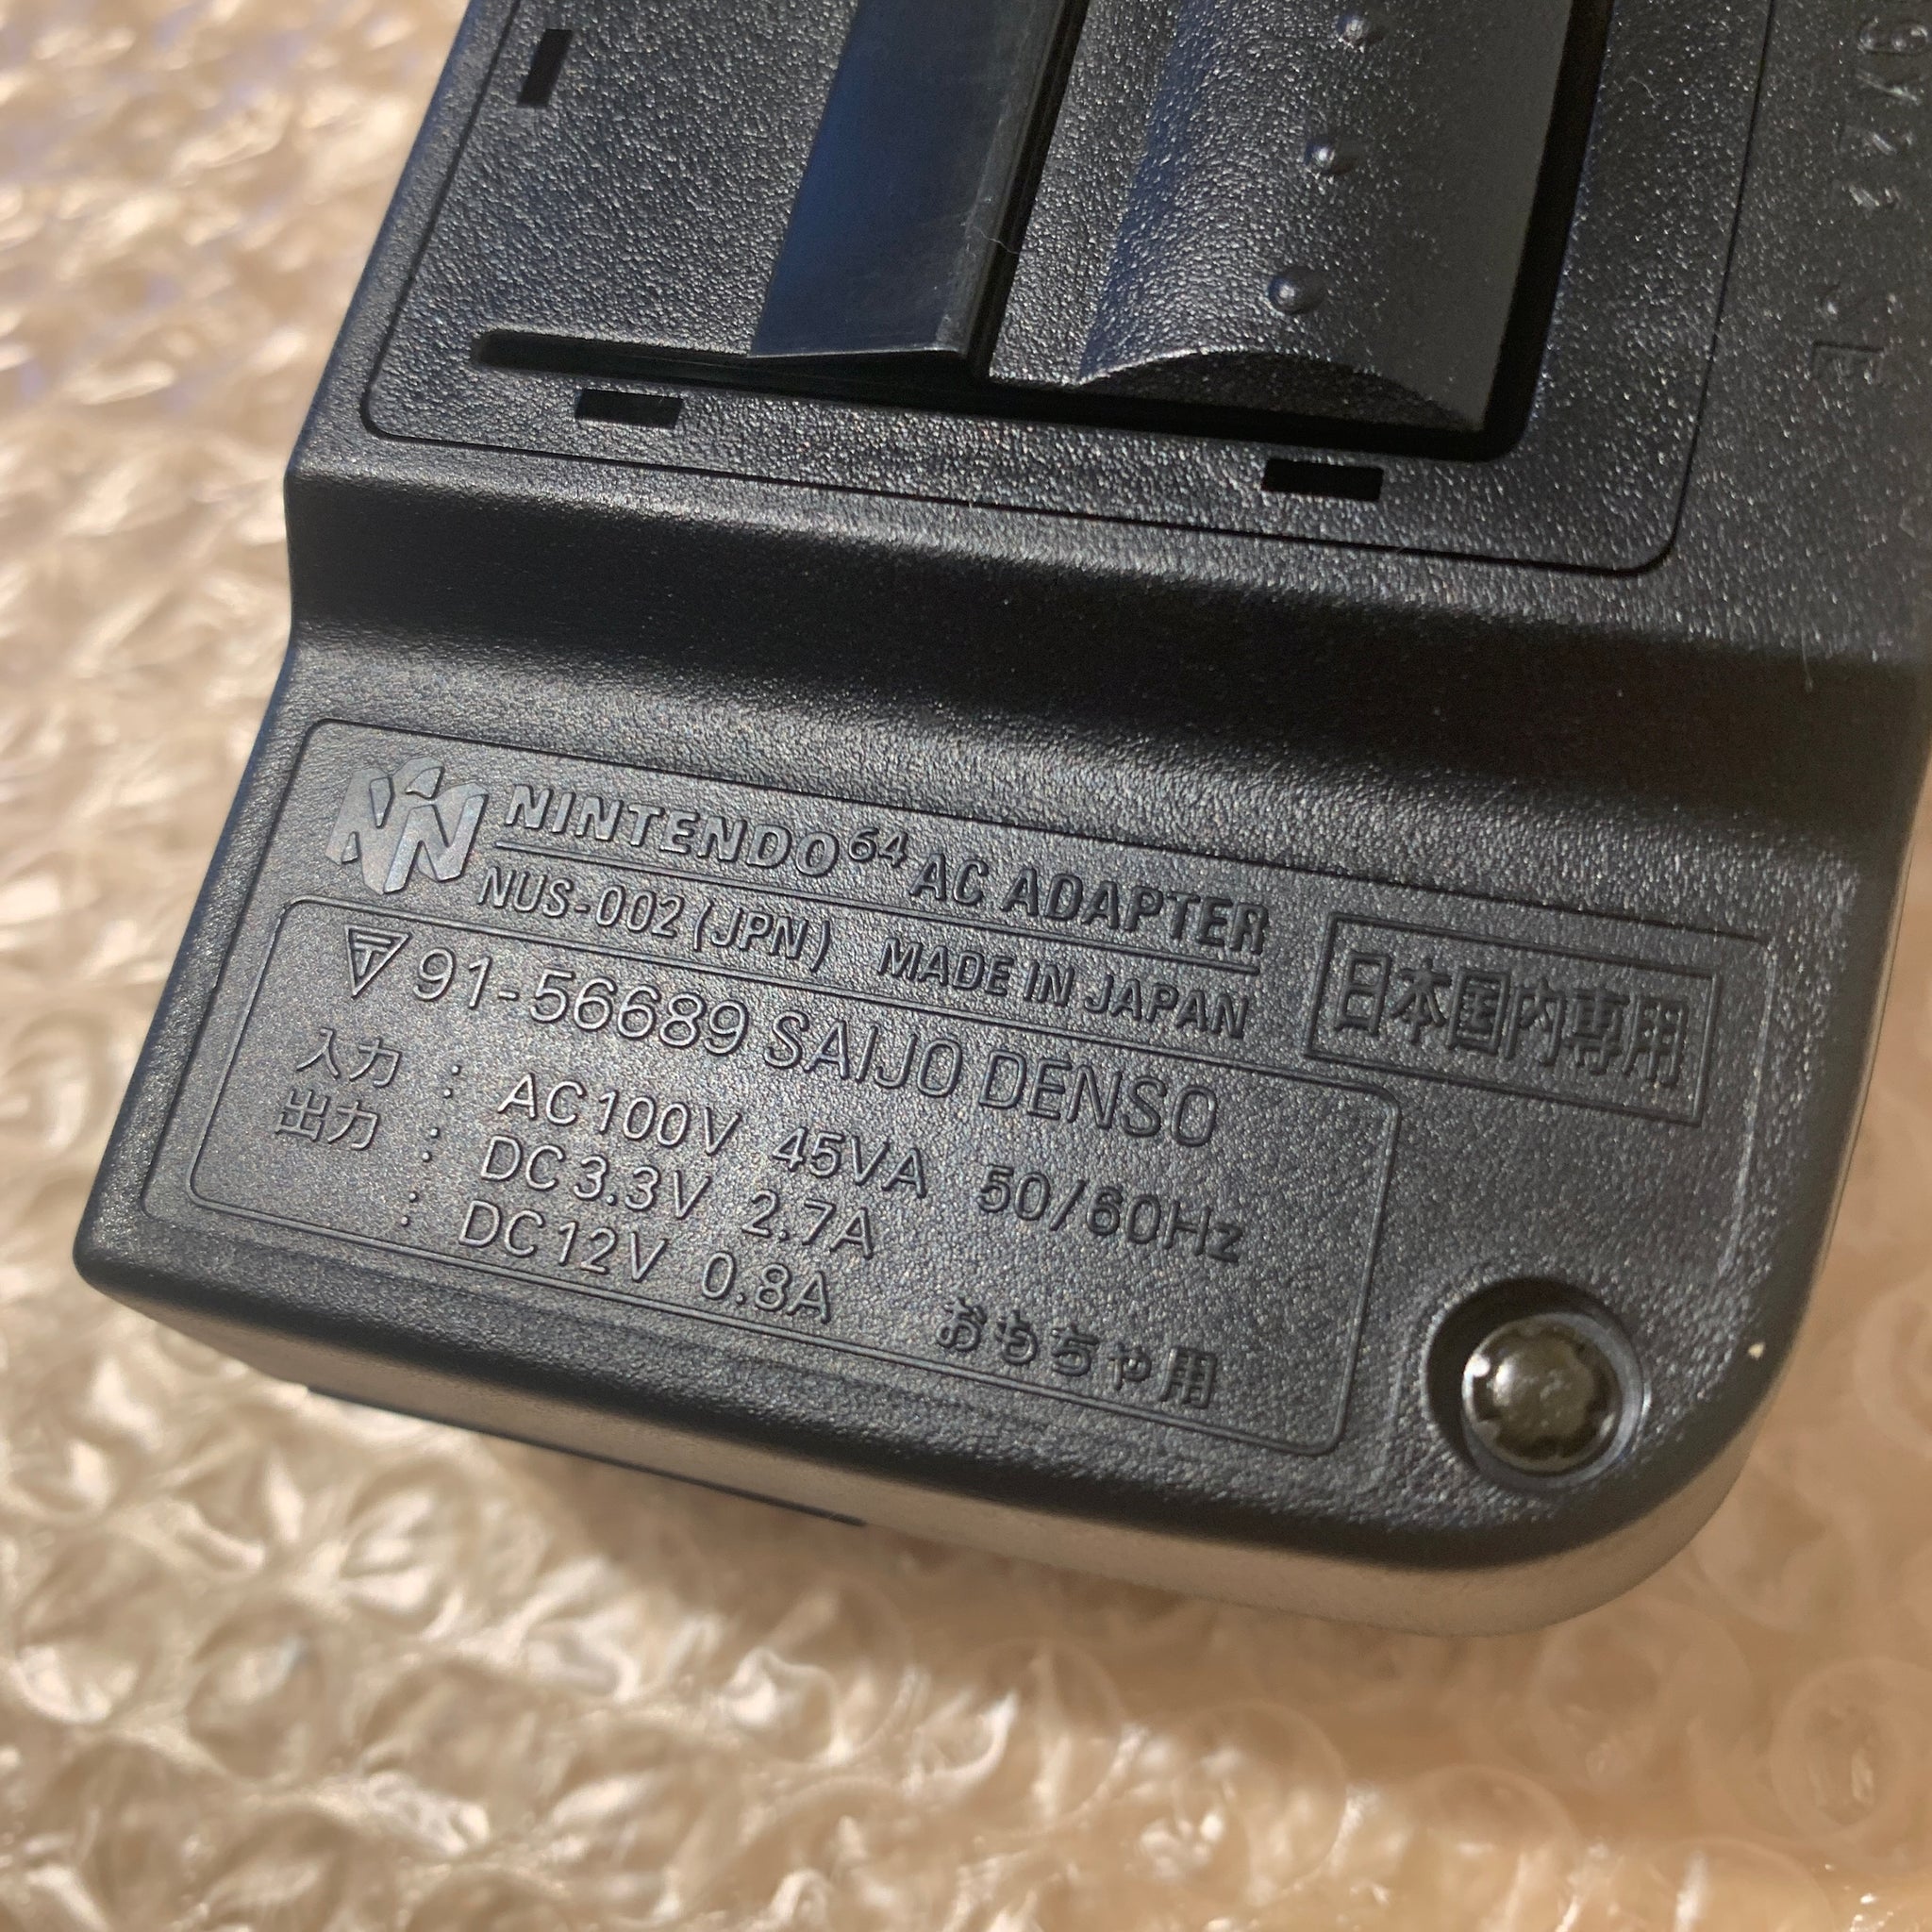 NINTENDO64 AC ADAPTER
NUS-002(JPN) MADE IN JAPAN
日本国内専用
91-56689 SAIJO DENSO
入力 : AC100V 45VA 50/60Hz
出力 : DC3.3V 2.7A
: DC12V 0.8A おもちゃ用